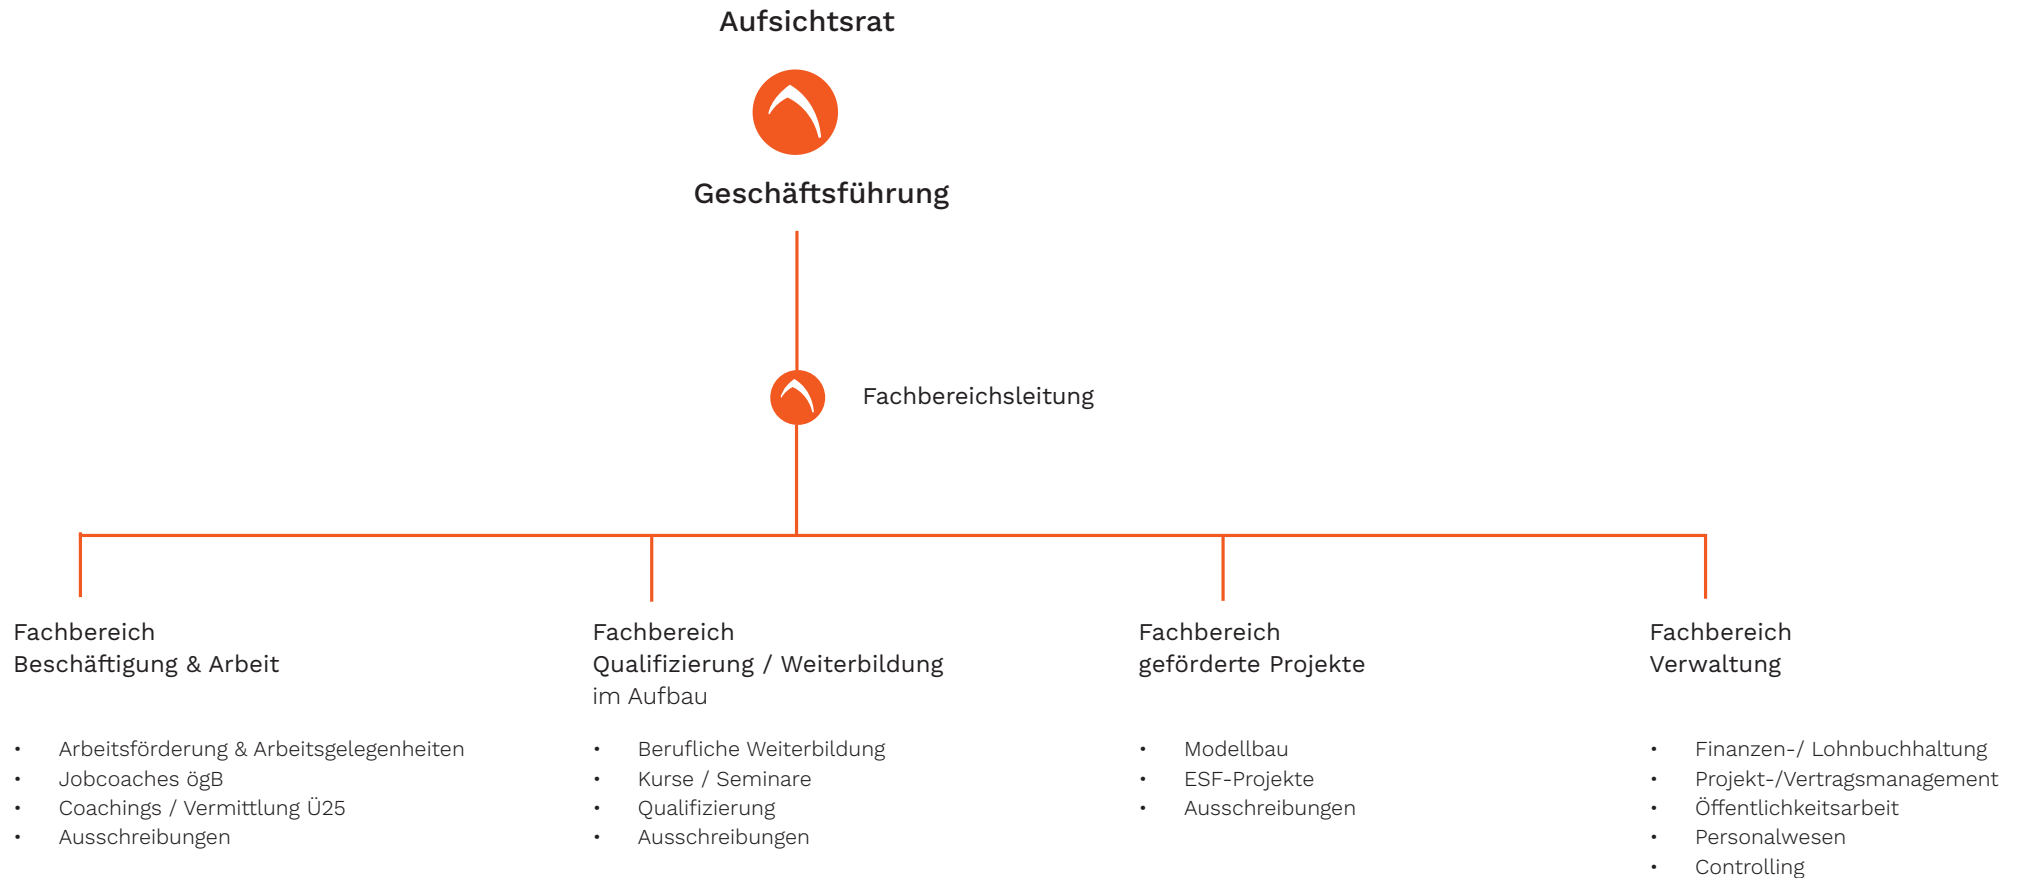 Aufsichtsrat
Geschäftsführung
Fachbereichsleitung
Fachbereich
Beschäftigung & Arbeit
• Arbeitsförderung & Arbeitsgelegenheiten
• Jobcoaches ögB
• Coachings / Vermittlung Ü25
• Ausschreibungen
Fachbereich
Qualifizierung / Weiterbildung
im Aufbau
• Berufliche Weiterbildung
• Kurse / Seminare
• Qualifizierung
• Ausschreibungen
Fachbereich
geförderte Projekte
• Modellbau
• ESF-Projekte
• Ausschreibungen
Fachbereich
Verwaltung
• Finanzen-/ Lohnbuchhaltung
• Projekt-/Vertragsmanagement
• Öffentlichkeitsarbeit
• Personalwesen
• Controlling